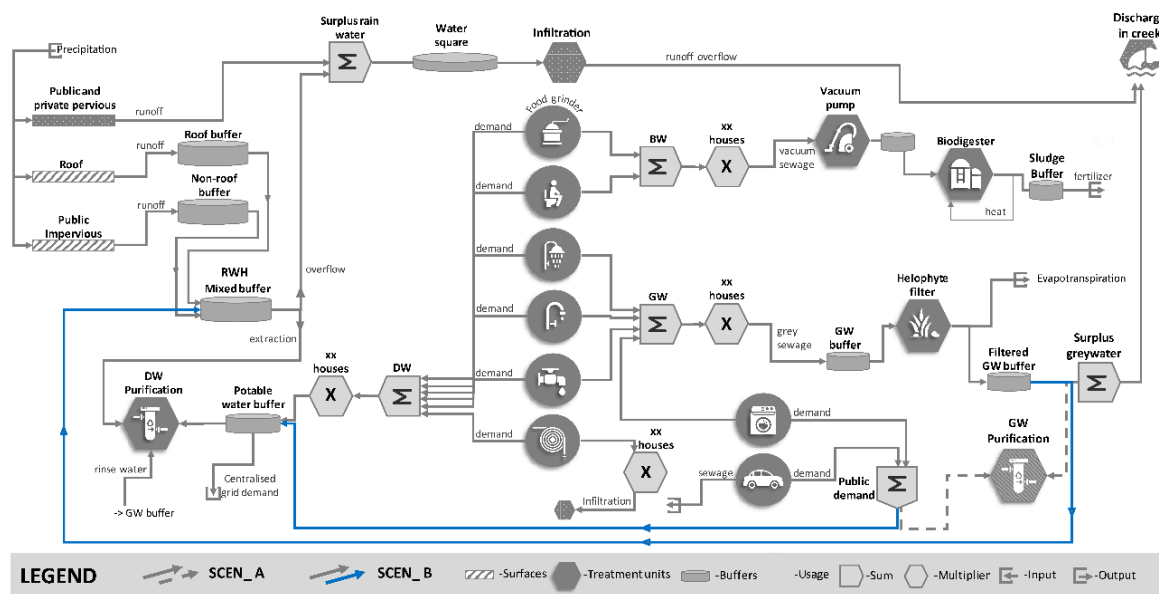 Surplus rain
water
Water
square
Infiltration
Discharge
in creek
Precipitation
runoff overflow
Public and
private pervious
runoff
Roof buffer
runoff
Roof
Non-roof
buffer
runoff
Public
Impervious
RWH
Mixed buffer
overflow
extraction
Food grinder
demand
demand
demand
demand
demand
demand
BW
Σ
xx
houses
X
vacuum
sewage
Vacuum
pump
Biodigester
heat
Sludge
Buffer
fertilizer
GW
Σ
xx
houses
X
grey
sewage
GW
buffer
Helophyte
filter
Evapotranspiration
Filtered
GW buffer
Surplus
greywater
Σ
DW
Σ
xx
houses
X
Potable
water buffer
DW
Purification
rinse water
-> GW buffer
Centralised
grid demand
xx
houses
X
Infiltration
sewage
demand
demand
Public
demand
Σ
GW
Purification
LEGEND
SCEN_ A
SCEN_ B
-Surfaces
-Treatment units
-Buffers
-Usage
-Sum
-Multiplier
-Input
-Output